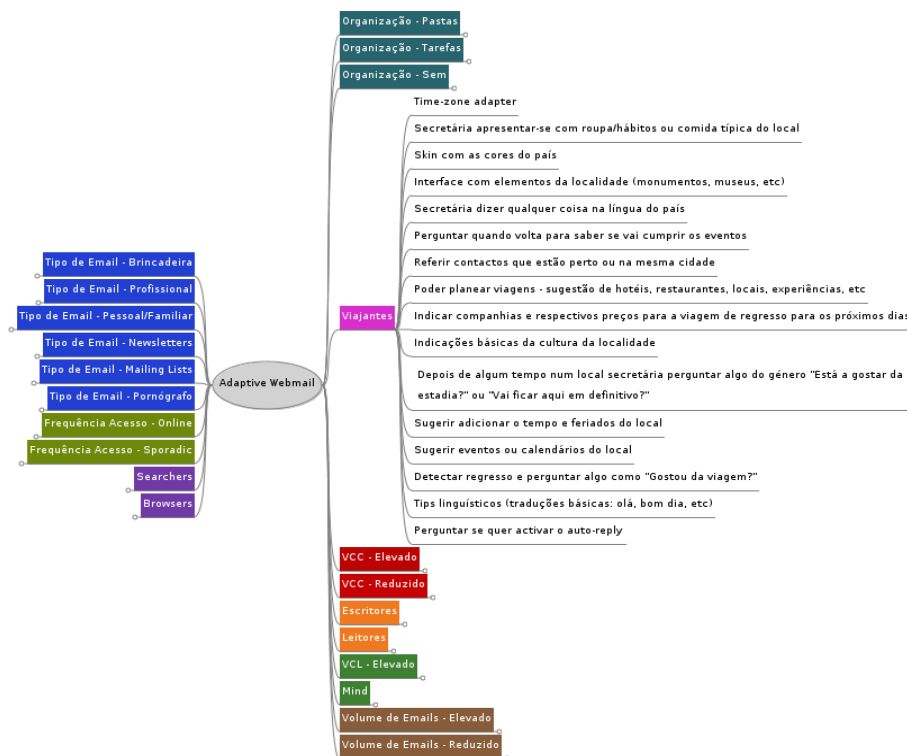 Organização - Pastas
Organização - Tarefas
Organização - Sem
Time-zone adapter
Secretária apresentar-se com roupa/hábitos ou comida típica do local
Skin com as cores do país
Interface com elementos da localidade (monumentos, museus, etc)
Secretária dizer qualquer coisa na língua do país
Perguntar quando volta para saber se vai cumprir os eventos
Referir contactos que estão perto ou na mesma cidade
Poder planear viagens - sugestão de hotéis, restaurantes, locais, experiências, etc
Viajantes
Indicar companhias e respectivos preços para a viagem de regresso para os próximos dias
Indicações básicas da cultura da localidade
Depois de algum tempo num local secretária perguntar algo do género "Está a gostar da
estadia?" ou "Vai ficar aqui em definitivo?"
Sugerir adicionar o tempo e feriados do local
Sugerir eventos ou calendários do local
Detectar regresso e perguntar algo como "Gostou da viagem?"
Tips linguísticos (traduções básicas: olá, bom dia, etc)
Perguntar se quer activar o auto-reply
Tipo de Email - Brincadeira
Tipo de Email - Profissional
Tipo de Email - Pessoal/Familiar
Tipo de Email - Newsletters
Tipo de Email - Mailing Lists
Tipo de Email - Pornógrafo
Frequência Acesso - Online
Frequência Acesso - Sporadic
Searchers
Browsers
Adaptive Webmail
VCC - Elevado
VCC - Reduzido
Escritores
Leitores
VCL - Elevado
Mind
Volume de Emails - Elevado
Volume de Emails - Reduzido